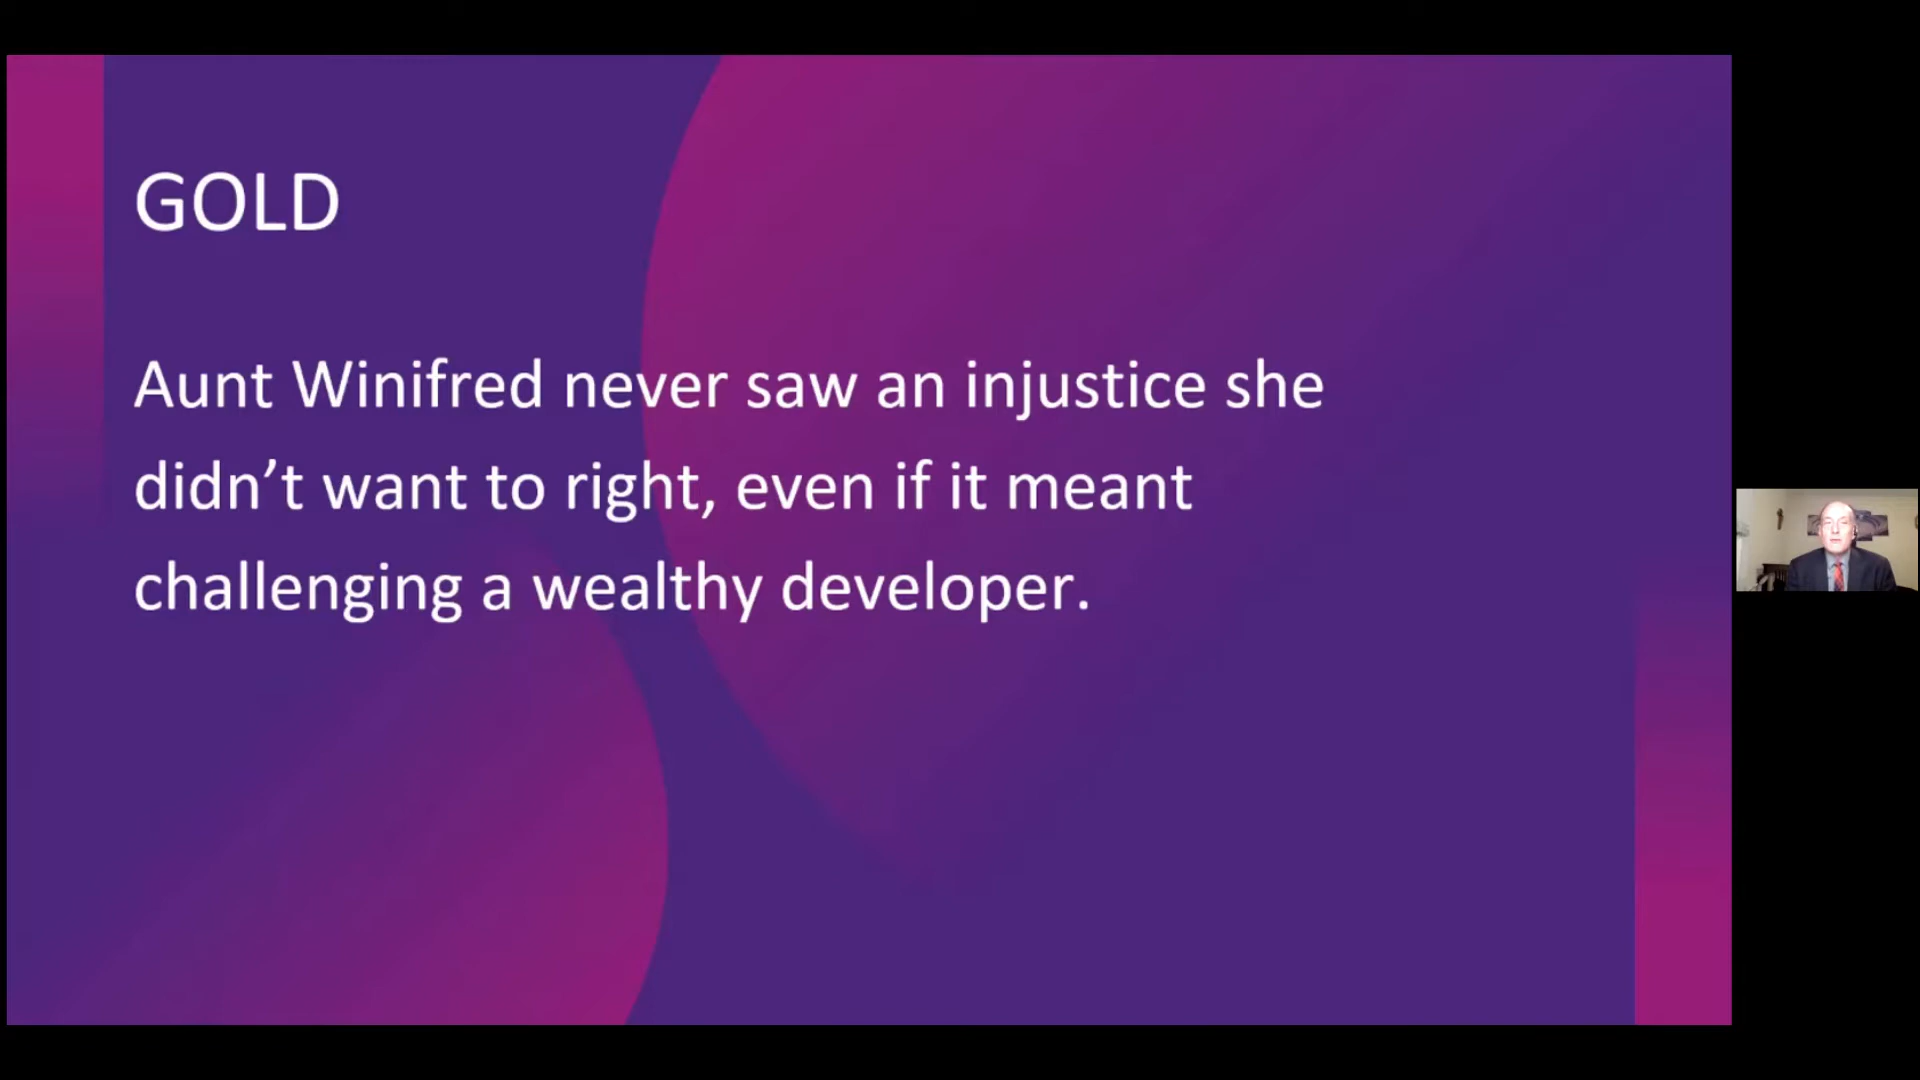 GOLD
Aunt Winifred never saw an injustice she
didn’t want to right, even if it meant
challenging a wealthy developer.